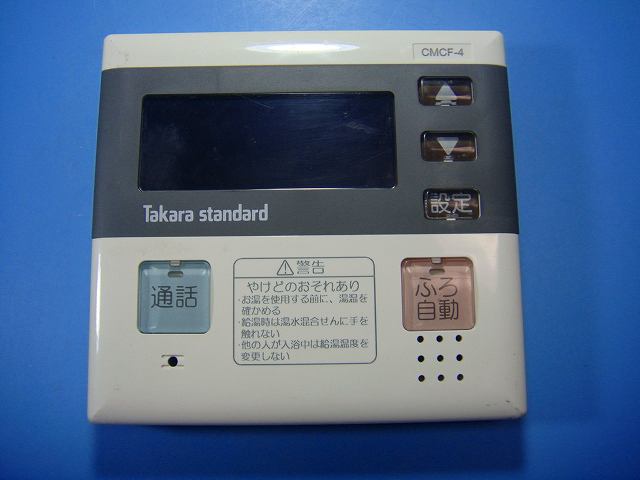 CMCF-4
Takara standard
設定
通話
⚠警告
やけどのおそれあり
・お湯を使用する前に、湯温を
確かめる
・給湯時は湯水混合せんに手を
触れない
・他の人が入浴中は給湯温度を
変更しない
ふろ
自動